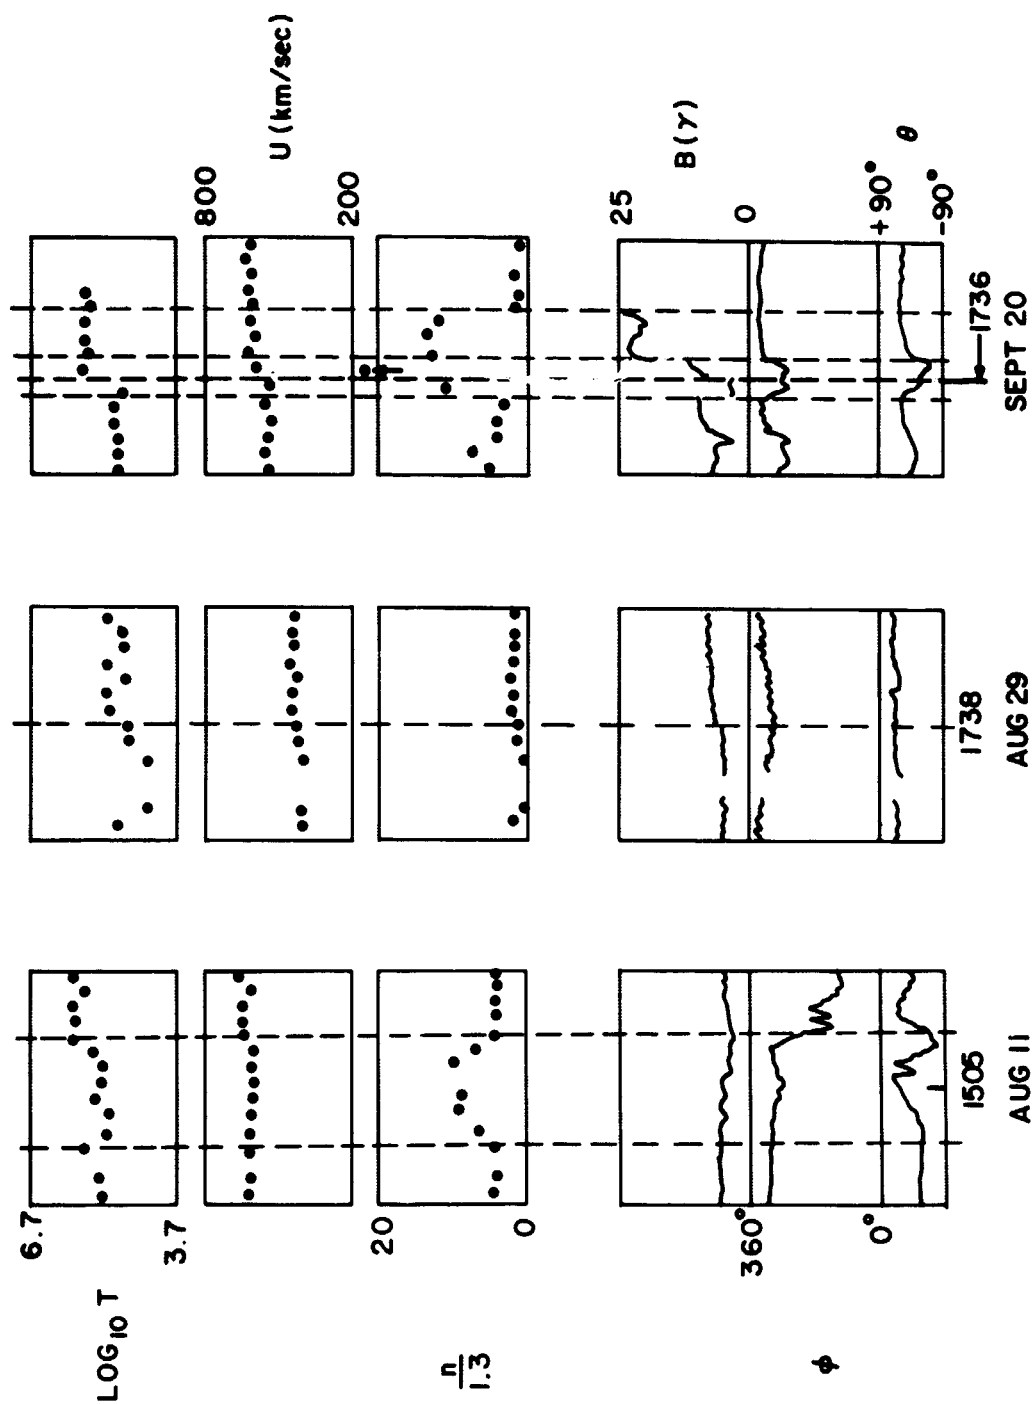 LOG10 T
6.7
3.7
U (km/sec)
800
200
n/1.3
20
0
B(γ)
25
0
ϕ
360°
0°
θ
+90°
-90°
1505
1738
1736
AUG 11
AUG 29
SEPT 20